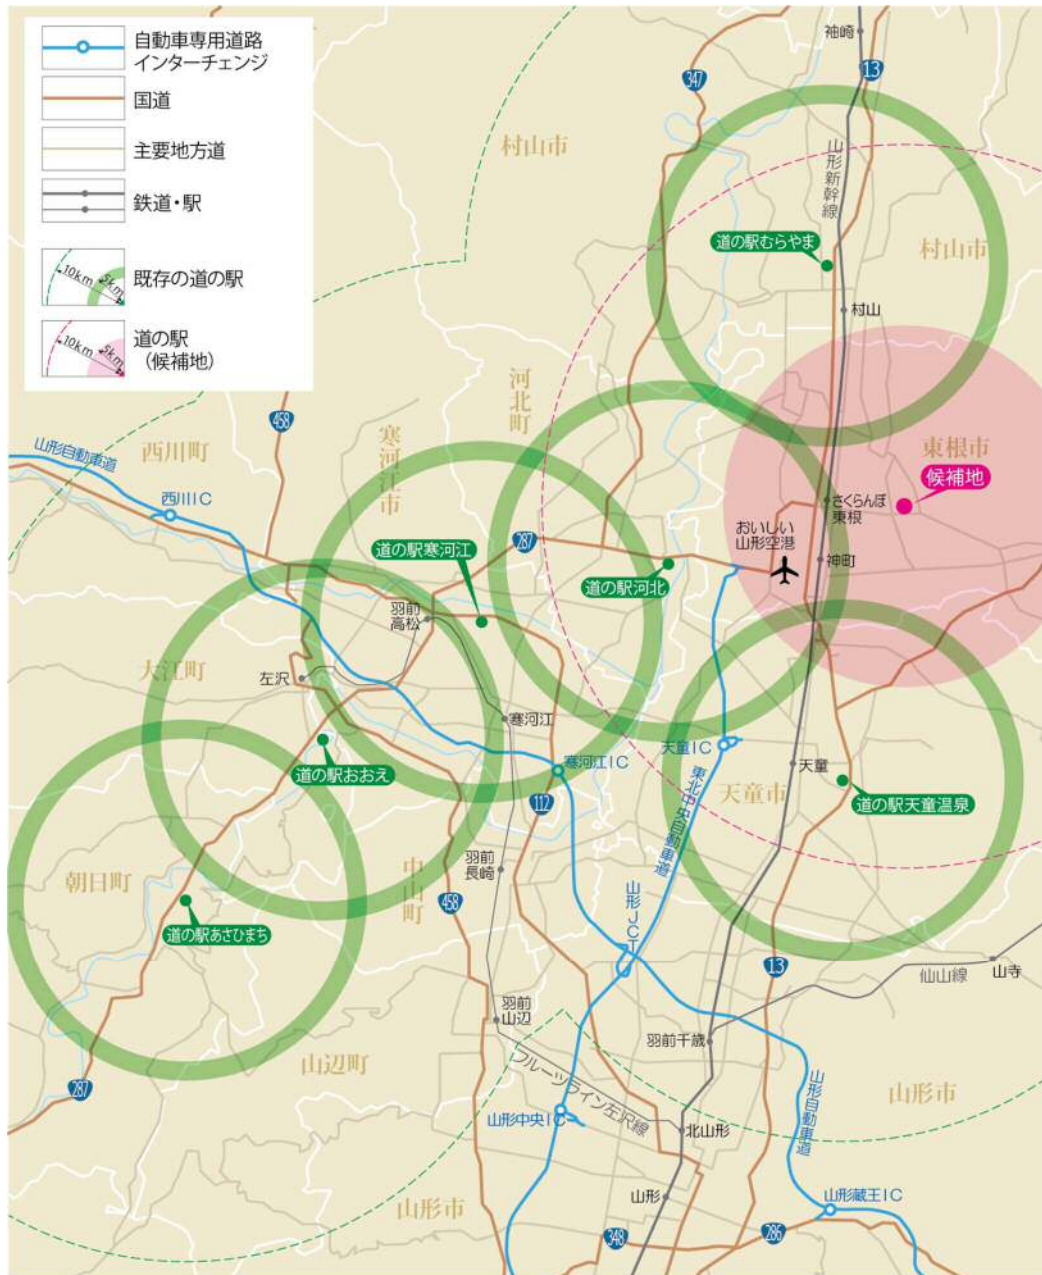 自動車専用道路
インターチェンジ
国道
主要地方道
鉄道・駅
10km
5km
既存の道の駅
10km
5km
道の駅
(候補地)
袖崎
13
347
村山市
山形新幹線
道の駅むらやま
村山市
村山
河北町
458
寒河江市
西川町
山形自動車道
西川IC
東根市
候補地
さくらんぼ
東根
おいしい
山形空港
神町
287
道の駅寒河江
道の駅河北
羽前
高松
大江町
左沢
寒河江
道の駅おおえ
寒河江IC
天童IC
天童
天童市
道の駅天童温泉
112
東北中央自動車道
朝日町
中山町
羽前
長崎
458
道の駅あさひまち
山形JCT
13
仙山線
山寺
羽前
山辺
羽前千歳
山辺町
287
フルーツライン左沢線
山形自動車道
山形市
山形中央IC
北山形
山形市
山形
山形蔵王IC
348
286